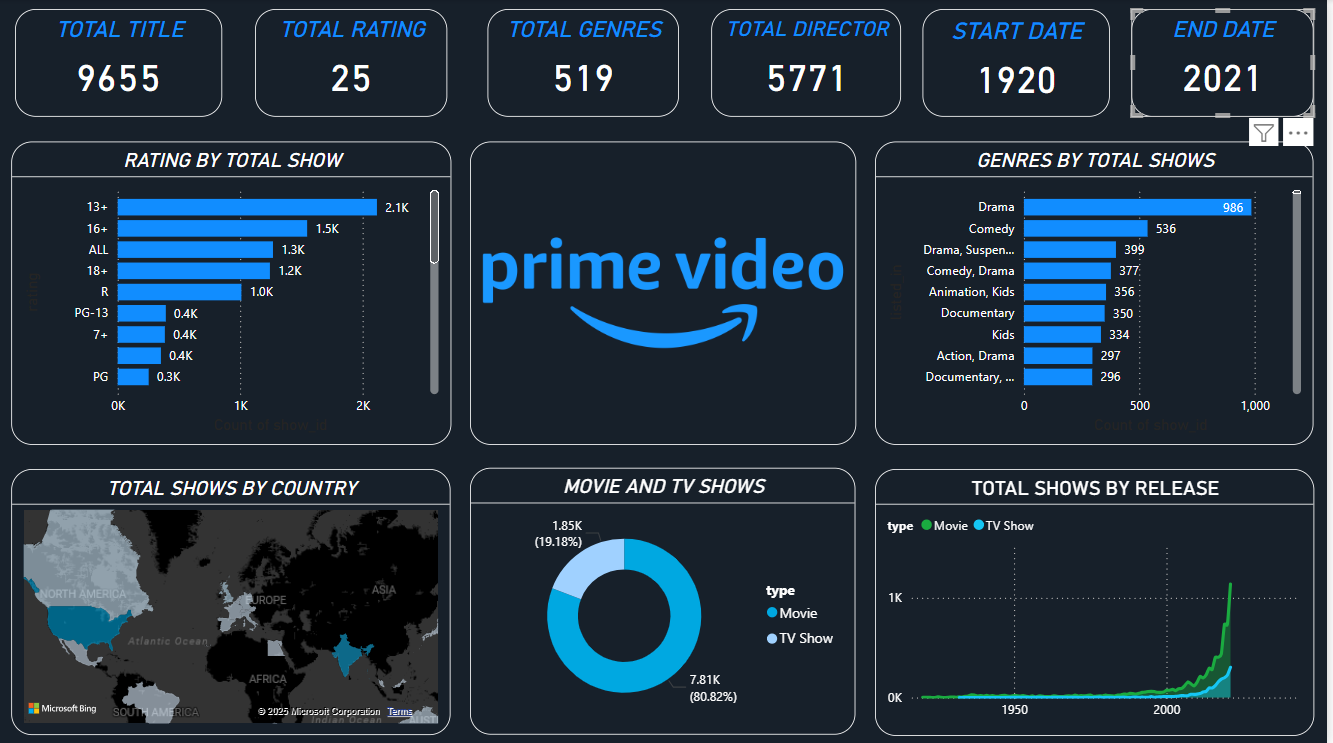 TOTAL TITLE
9655
TOTAL RATING
25
TOTAL GENRES
519
TOTAL DIRECTOR
5771
START DATE
1920
END DATE
2021
RATING BY TOTAL SHOW
rating
13+ 2.1K
16+ 1.5K
ALL 1.3K
18+ 1.2K
R 1.0K
PG-13 0.4K
7+ 0.4K
0.4K
PG 0.3K
0K 1K 2K
Count of show_id
prime video
GENRES BY TOTAL SHOWS
listed_in
Drama 986
Comedy 536
Drama, Suspen... 399
Comedy, Drama 377
Animation, Kids 356
Documentary 350
Kids 334
Action, Drama 297
Documentary, ... 296
0 500 1,000
Count of show_id
TOTAL SHOWS BY COUNTRY
NORTH AMERICA
EUROPE
ASIA
Atlantic Ocean
AFRICA
SOUTH AMERICA
Indian Ocean
AUST
Microsoft Bing
© 2025 Microsoft Corporation Terms
MOVIE AND TV SHOWS
1.85K
(19.18%)
7.81K
(80.82%)
type
Movie
TV Show
TOTAL SHOWS BY RELEASE
type Movie TV Show
1K
0K
1950 2000